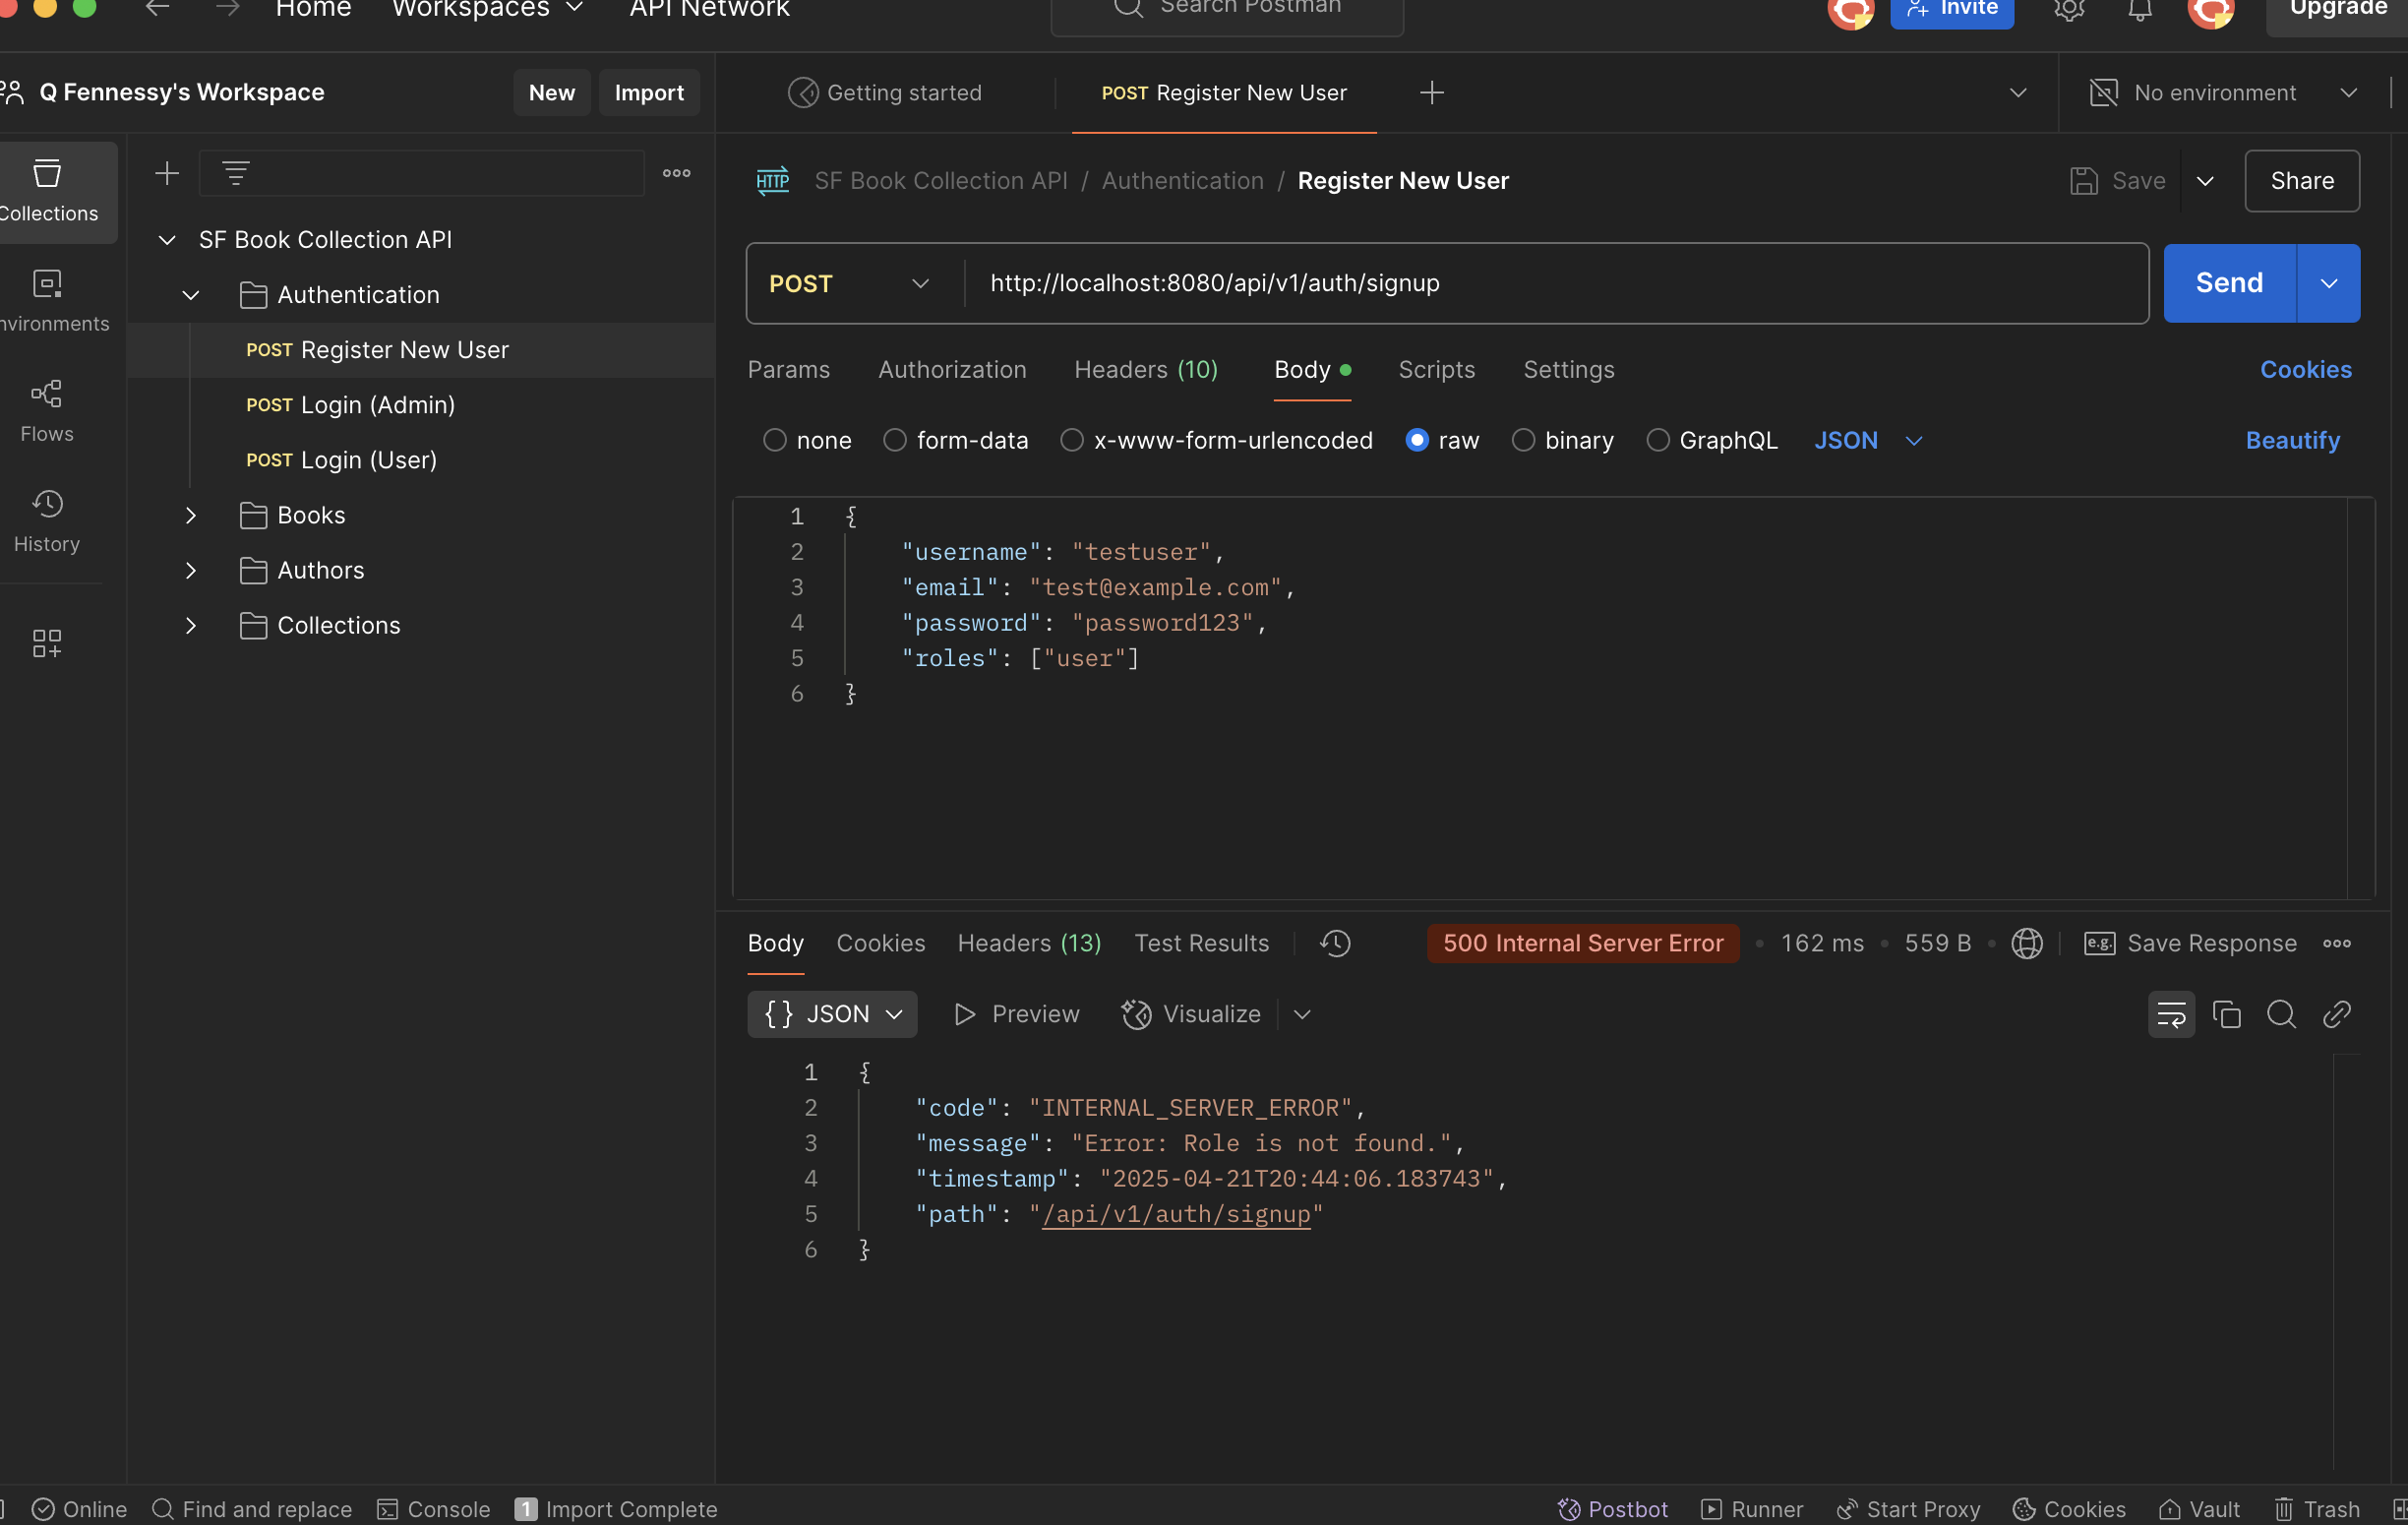 Home Workspaces API Network Search Postman Invite Upgrade
Q Fennessy's Workspace New Import
Getting started POST Register New User No environment
Collections
SF Book Collection API / Authentication / Register New User Save Share
SF Book Collection API
Authentication
POST http://localhost:8080/api/v1/auth/signup Send
nvironments
POST Register New User
POST Login (Admin)
POST Login (User)
Flows
Books
History
Authors
Collections
Params Authorization Headers (10) Body Scripts Settings Cookies
none form-data x-www-form-urlencoded raw binary GraphQL JSON Beautify
1 {
2 "username": "testuser",
3 "email": "test@example.com",
4 "password": "password123",
5 "roles": ["user"]
6 }
Body Cookies Headers (13) Test Results 500 Internal Server Error 162 ms 559 B e.g. Save Response
{} JSON Preview Visualize
1 {
2 "code": "INTERNAL_SERVER_ERROR",
3 "message": "Error: Role is not found.",
4 "timestamp": "2025-04-21T20:44:06.183743",
5 "path": "/api/v1/auth/signup"
6 }
Online Find and replace Console 1 Import Complete Postbot Runner Start Proxy Cookies Vault Trash